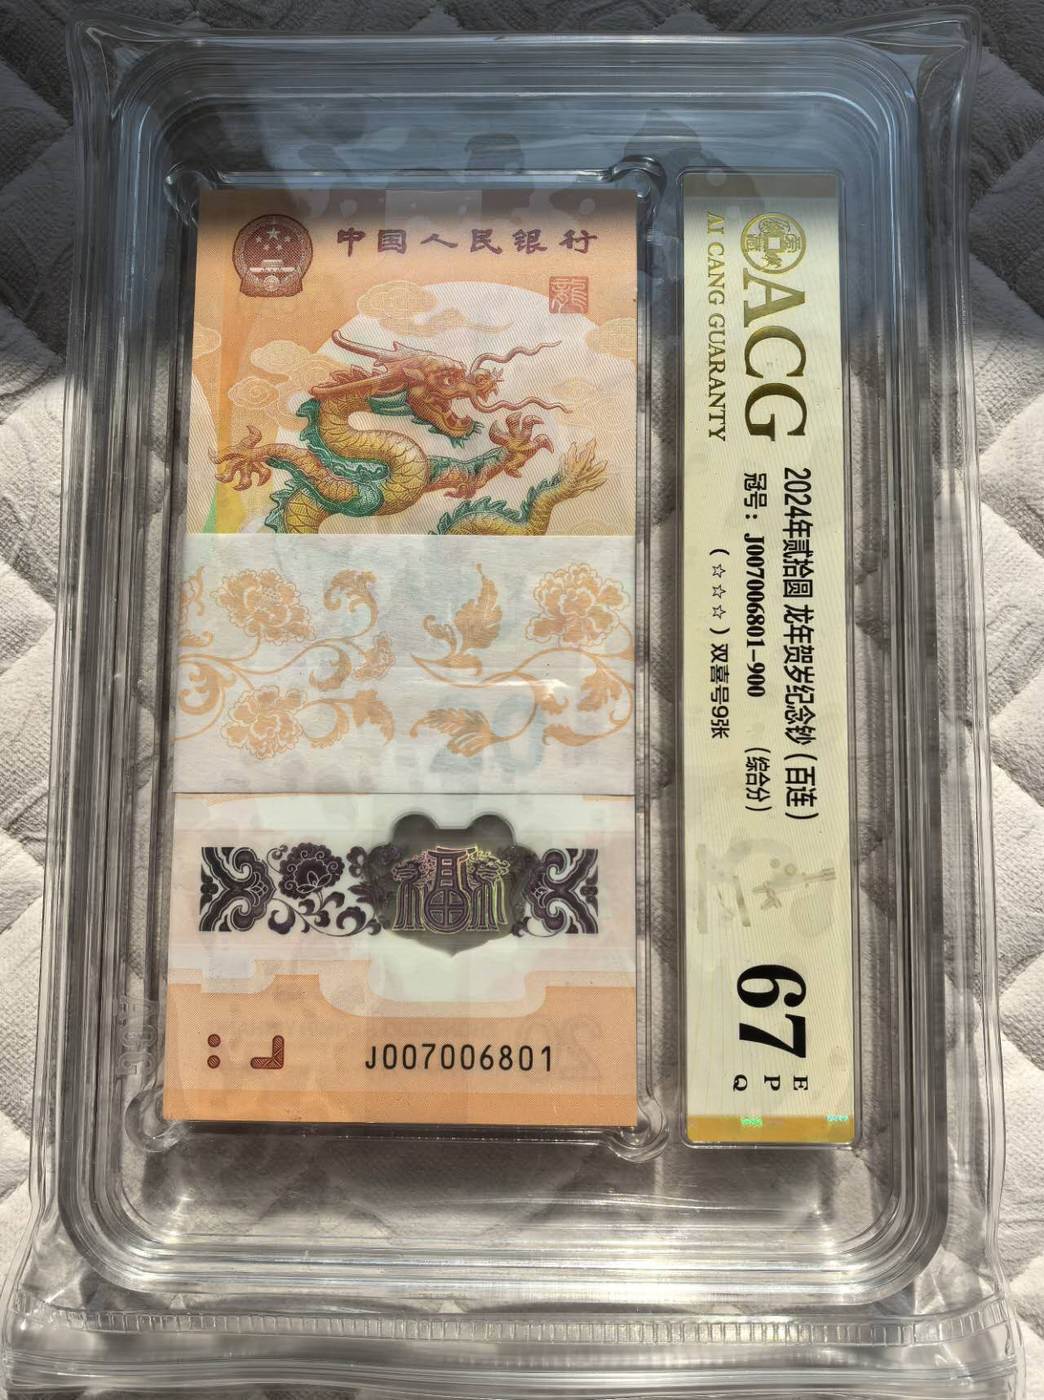 中国人民银行
龍
福
J007006801
ACG
AI CANG GUARANTY
2024年贰拾圆 龙年贺岁纪念钞（百连）
冠号：J007006801-900 （综合分）
（☆☆☆）双喜号9张
67
E
P
Q